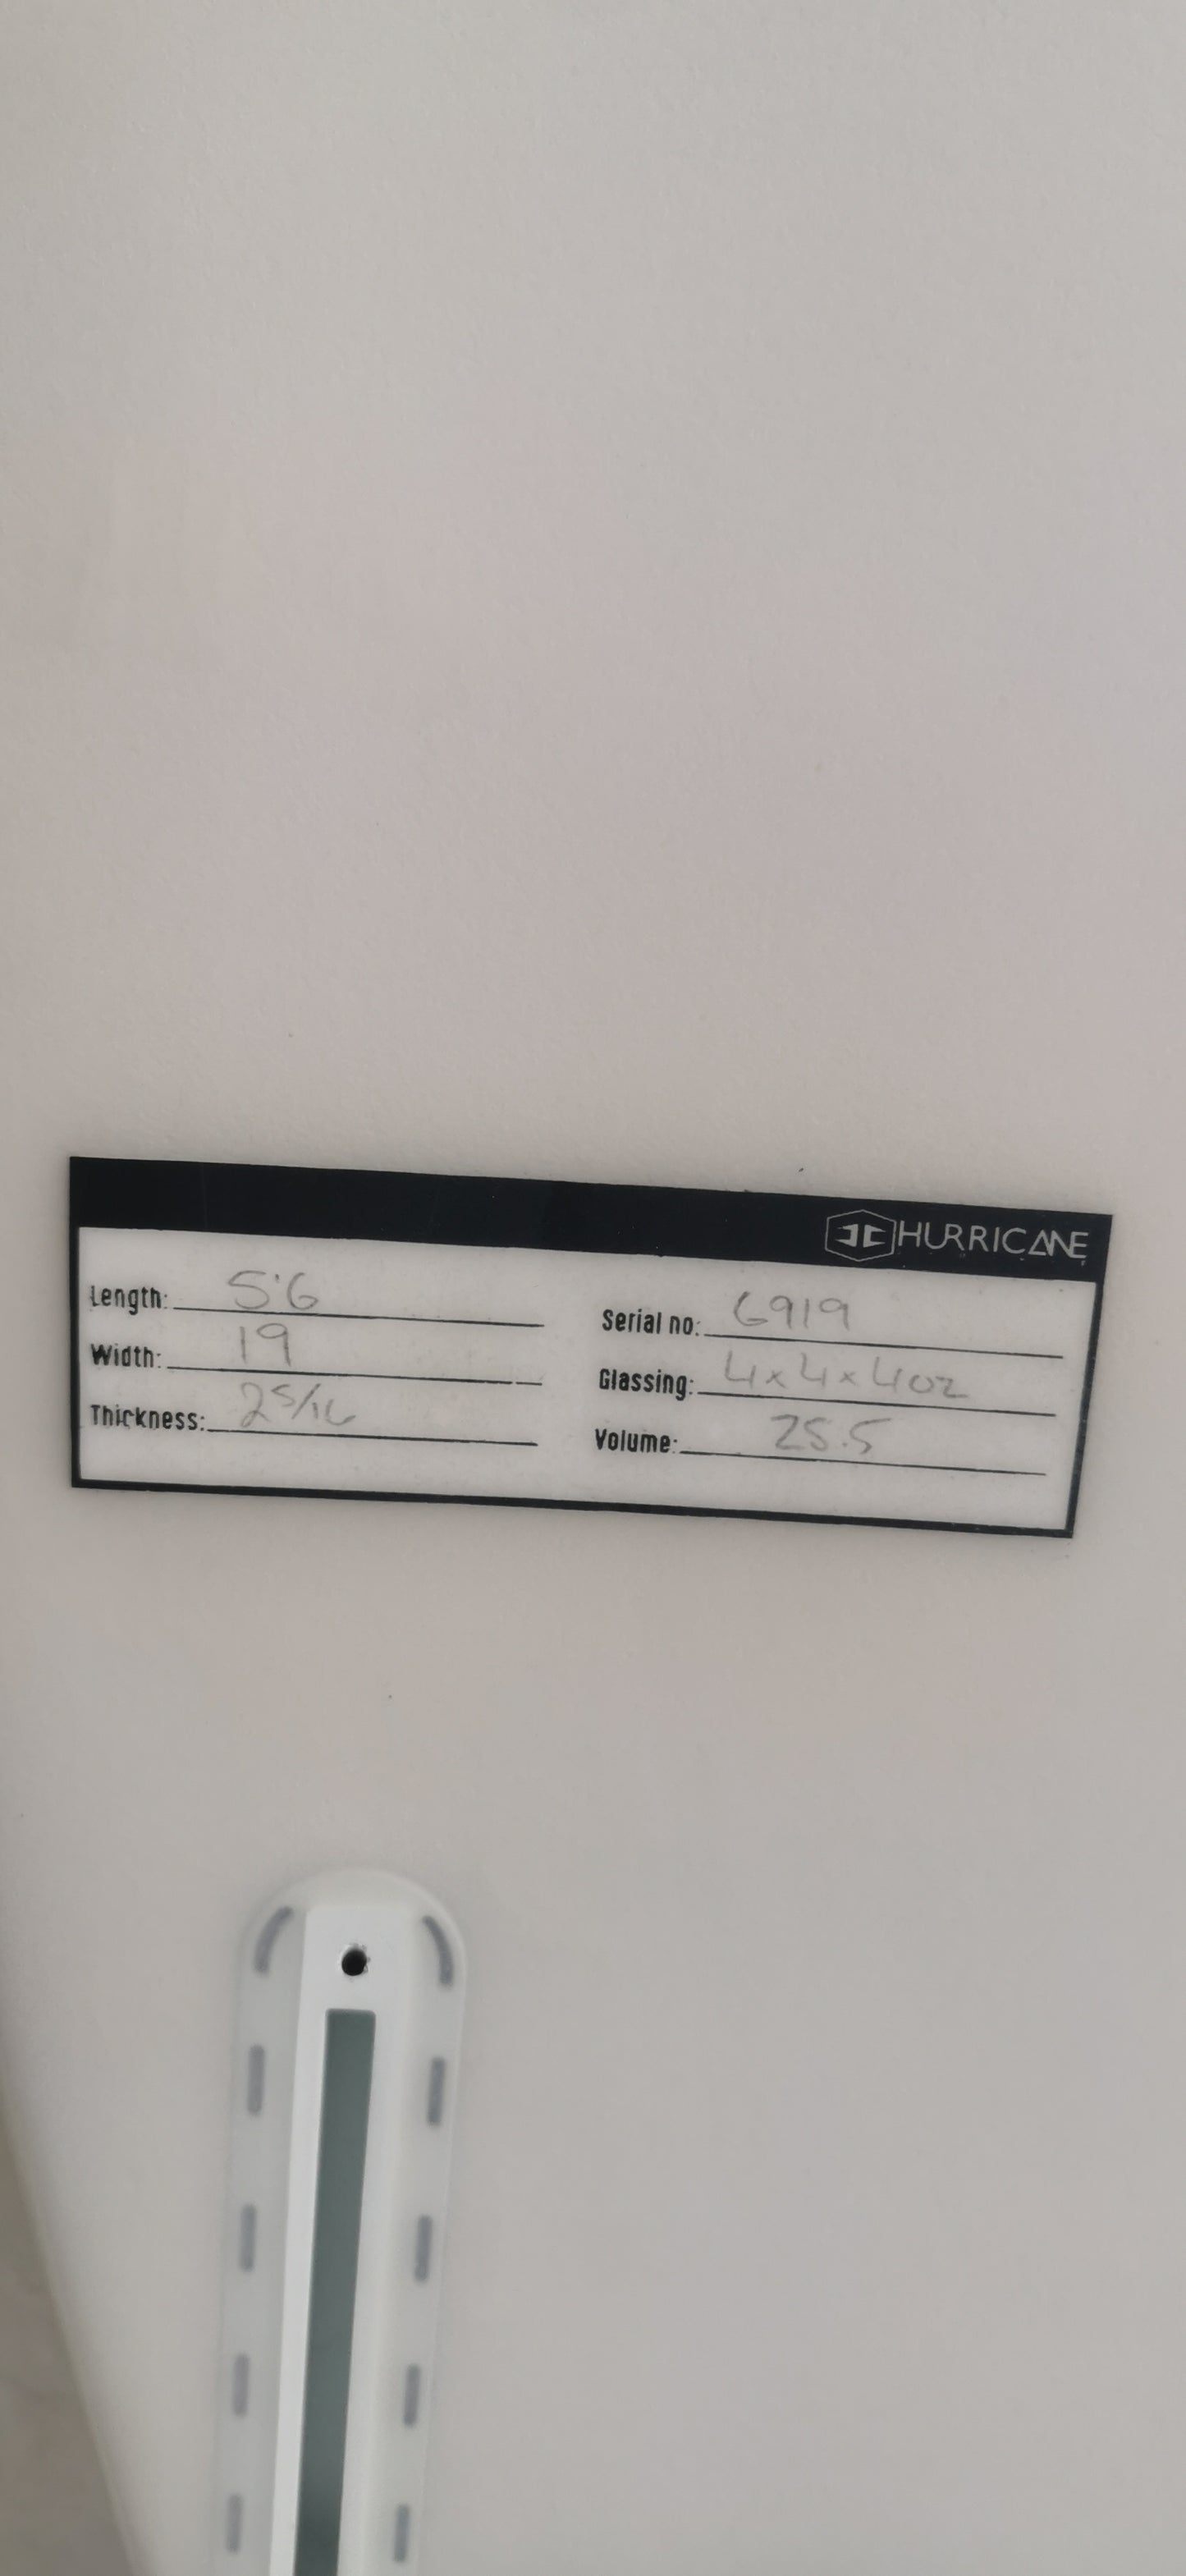 HURRICANE
Length: 5'6
Width: 19
Thickness: 2 5/16
Serial no: 6919
Glassing: 4x4x4oz
Volume: 25.5